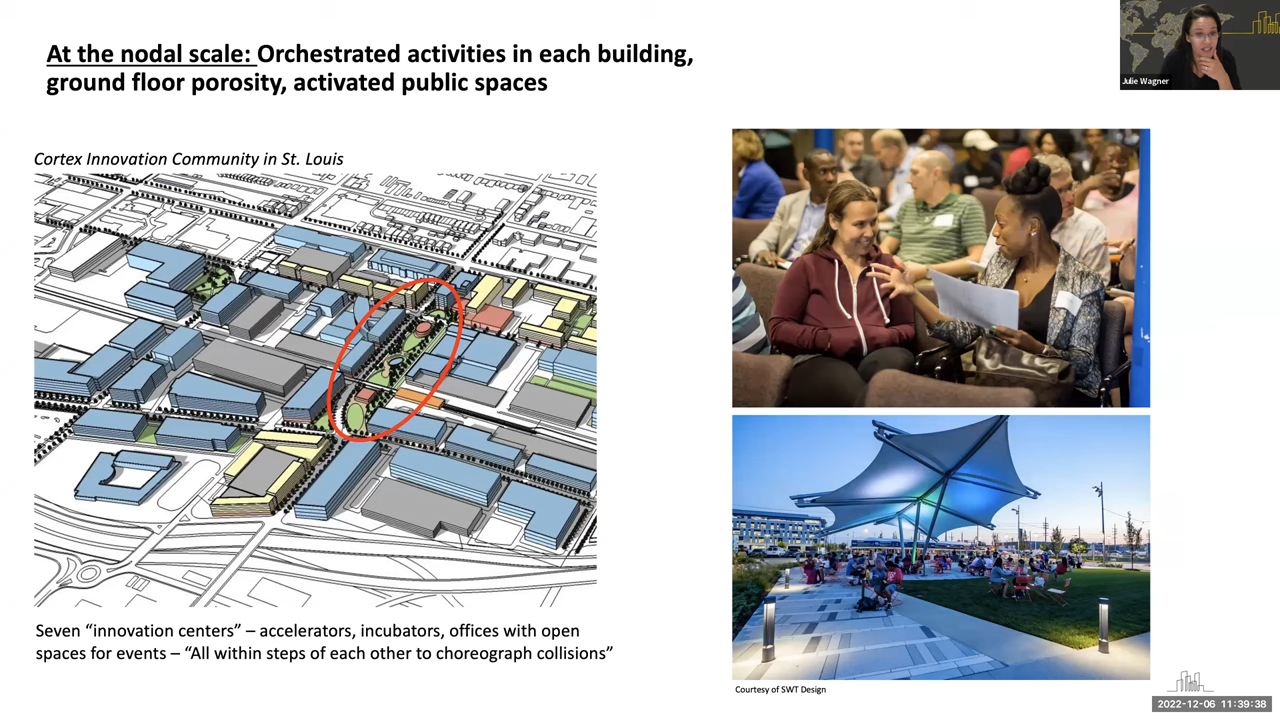 At the nodal scale: Orchestrated activities in each building,
ground floor porosity, activated public spaces
Julie Wagner
Cortex Innovation Community in St. Louis
Seven “innovation centers” – accelerators, incubators, offices with open
spaces for events – “All within steps of each other to choreograph collisions”
Courtesy of SWT Design
2022-12-06 11:39:38